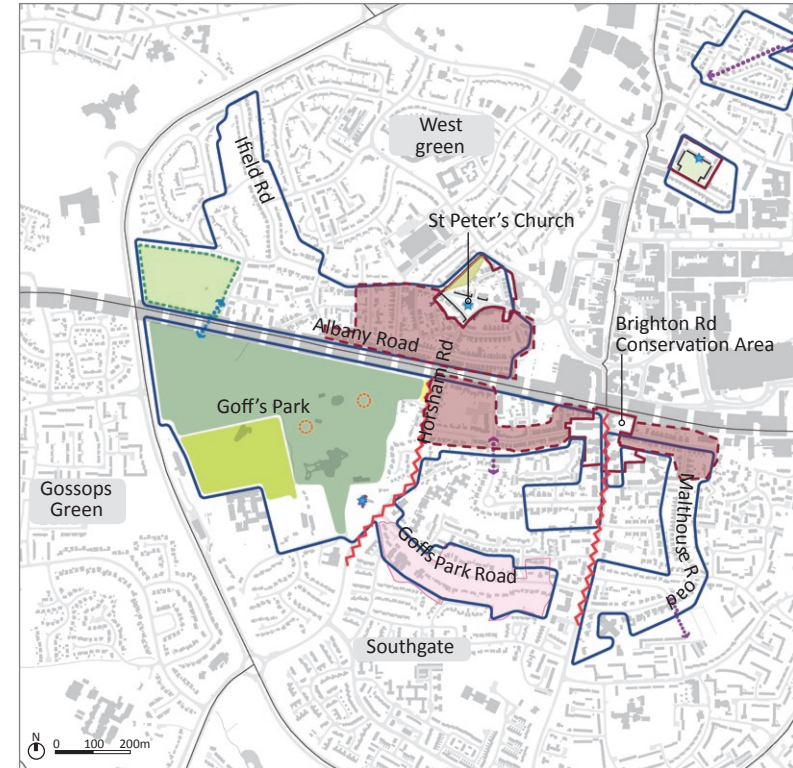 West
green
Ifield Rd
St Peter's Church
Albany Road
Horsham Rd
Brighton Rd
Conservation Area
Goff's Park
Gossops
Green
Goffs Park Road
Malthouse Road
Southgate
N
0 100 200m